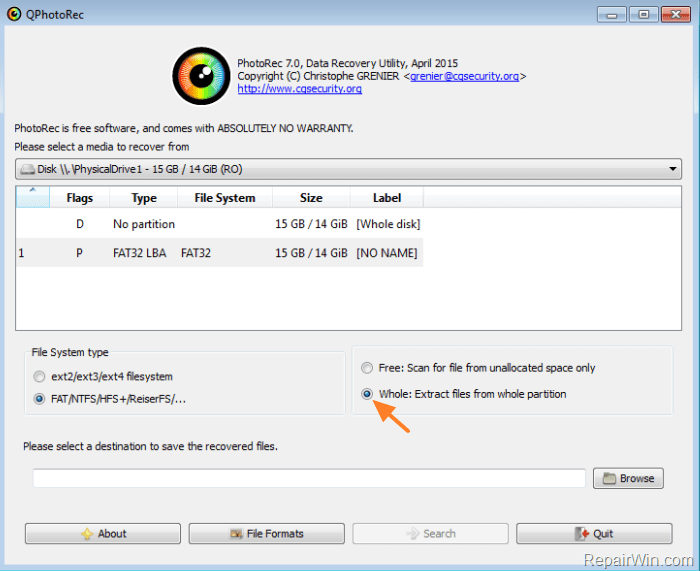 QPhotoRec
PhotoRec 7.0, Data Recovery Utility, April 2015
Copyright (C) Christophe GRENIER <grenier@cgsecurity.org>
http://www.cgsecurity.org
PhotoRec is free software, and comes with ABSOLUTELY NO WARRANTY.
Please select a media to recover from
Disk \\.\PhysicalDrive1 - 15 GB / 14 GiB (RO)
Flags Type File System Size Label
D No partition 15 GB / 14 GiB [Whole disk]
1 P FAT32 LBA FAT32 15 GB / 14 GiB [NO NAME]
File System type
ext2/ext3/ext4 filesystem
FAT/NTFS/HFS+/ReiserFS/...
Free: Scan for file from unallocated space only
Whole: Extract files from whole partition
Please select a destination to save the recovered files.
Browse
About File Formats Search Quit
RepairWin.com